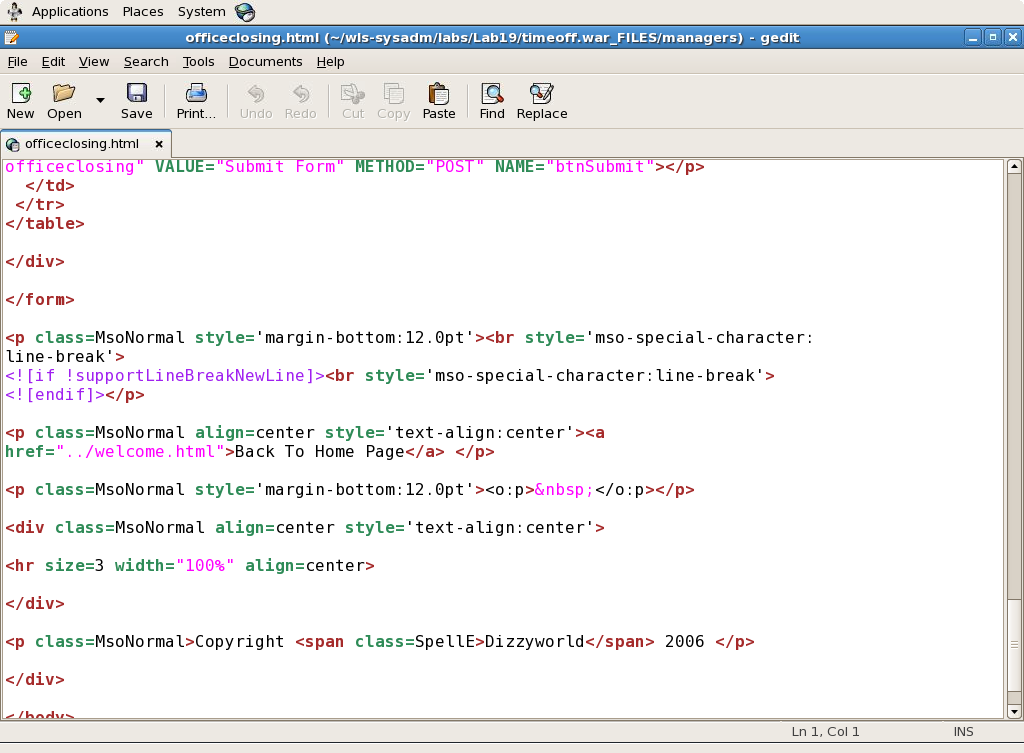 Applications Places System
officeclosing.html (~/wls-sysadm/labs/Lab19/timeoff.war_FILES/managers) - gedit
File Edit View Search Tools Documents Help
New Open Save Print... Undo Redo Cut Copy Paste Find Replace
officeclosing.html
officeclosing" VALUE="Submit Form" METHOD="POST" NAME="btnSubmit"></p>
</td>
</tr>
</table>
</div>
</form>
<p class=MsoNormal style='margin-bottom:12.0pt'><br style='mso-special-character:
line-break'>
<![if !supportLineBreakNewLine]><br style='mso-special-character:line-break'>
<![endif]></p>
<p class=MsoNormal align=center style='text-align:center'><a
href="../welcome.html">Back To Home Page</a> </p>
<p class=MsoNormal style='margin-bottom:12.0pt'><o:p>&nbsp;</o:p></p>
<div class=MsoNormal align=center style='text-align:center'>
<hr size=3 width="100%" align=center>
</div>
<p class=MsoNormal>Copyright <span class=SpellE>Dizzyworld</span> 2006 </p>
</div>
</body>
Ln 1, Col 1 INS